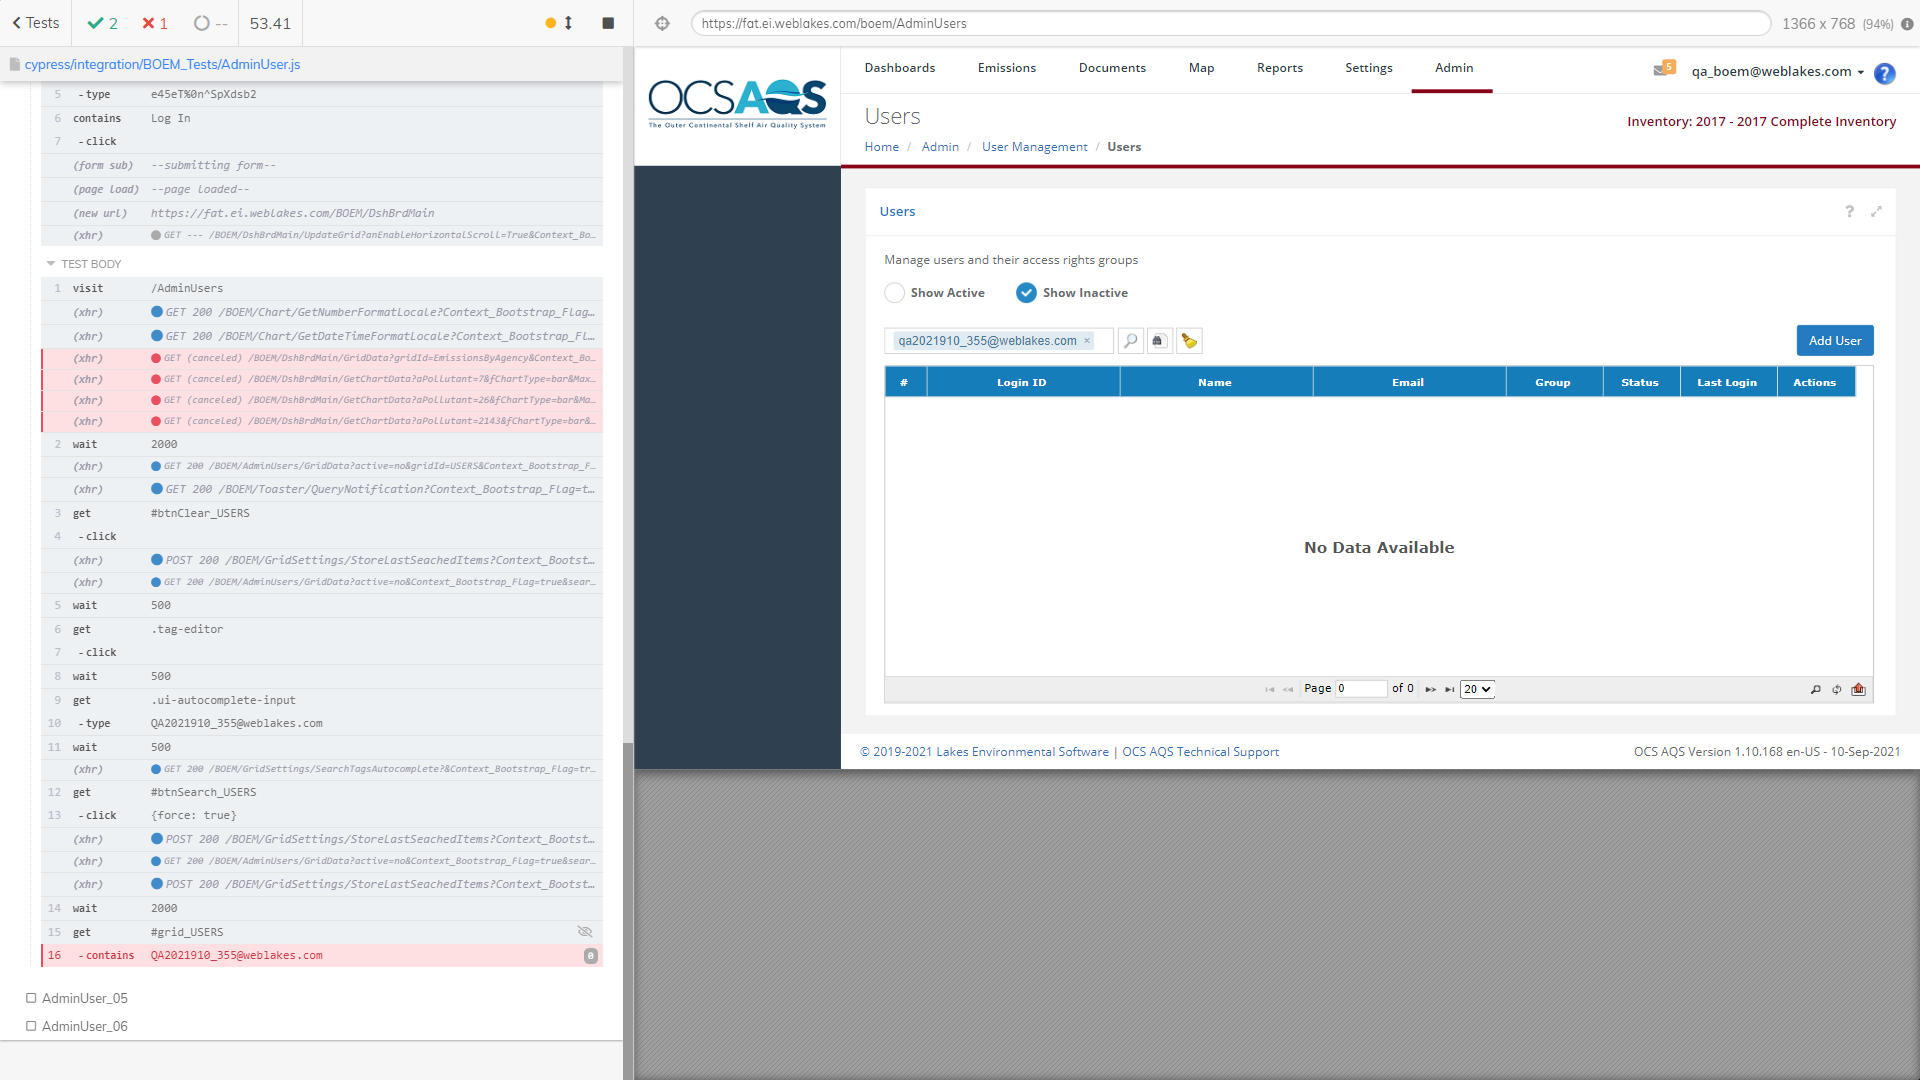 Tests
2
1
--
53.41
cypress/integration/BOEM_Tests/AdminUser.js
5 -type e45eT%0n^SpXdsb2
6 contains Log In
7 -click
(form sub) --submitting form--
(page load) --page loaded--
(new url) https://fat.ei.weblakes.com/BOEM/DshBrdMain
(xhr) GET --- /BOEM/DshBrdMain/UpdateGrid?anEnableHorizontalScroll=True&Context_Bo…
TEST BODY
1 visit /AdminUsers
(xhr) GET 200 /BOEM/Chart/GetNumberFormatLocale?Context_Bootstrap_Flag…
(xhr) GET 200 /BOEM/Chart/GetDateTimeFormatLocale?Context_Bootstrap_Fl…
(xhr) GET (canceled) /BOEM/DshBrdMain/GridData?gridId=EmissionsByAgency&Context_Bo…
(xhr) GET (canceled) /BOEM/DshBrdMain/GetChartData?aPollutant=7&fChartType=bar&Max…
(xhr) GET (canceled) /BOEM/DshBrdMain/GetChartData?aPollutant=26&fChartType=bar&Ma…
(xhr) GET (canceled) /BOEM/DshBrdMain/GetChartData?aPollutant=2143&fChartType=bar&…
2 wait 2000
(xhr) GET 200 /BOEM/AdminUsers/GridData?active=no&gridId=USERS&Context_Bootstrap_F…
(xhr) GET 200 /BOEM/Toaster/QueryNotification?Context_Bootstrap_Flag=t…
3 get #btnClear_USERS
4 -click
(xhr) POST 200 /BOEM/GridSettings/StoreLastSeachedItems?Context_Bootst…
(xhr) GET 200 /BOEM/AdminUsers/GridData?active=no&Context_Bootstrap_Flag=true&sear…
5 wait 500
6 get .tag-editor
7 -click
8 wait 500
9 get .ui-autocomplete-input
10 -type QA2021910_355@weblakes.com
11 wait 500
(xhr) GET 200 /BOEM/GridSettings/SearchTagsAutocomplete?&Context_Bootstrap_Flag=tr…
12 get #btnSearch_USERS
13 -click {force: true}
(xhr) POST 200 /BOEM/GridSettings/StoreLastSeachedItems?Context_Bootst…
(xhr) GET 200 /BOEM/AdminUsers/GridData?active=no&Context_Bootstrap_Flag=true&sear…
(xhr) POST 200 /BOEM/GridSettings/StoreLastSeachedItems?Context_Bootst…
14 wait 2000
15 get #grid_USERS
16 -contains QA2021910_355@weblakes.com 0
AdminUser_05
AdminUser_06
https://fat.ei.weblakes.com/boem/AdminUsers
1366 x 768 (94%)
OCSAQS
The Outer Continental Shelf Air Quality System
Dashboards Emissions Documents Map Reports Settings Admin
5
qa_boem@weblakes.com
?
Users
Inventory: 2017 - 2017 Complete Inventory
Home / Admin / User Management / Users
Users
?
Manage users and their access rights groups
Show Active Show Inactive
qa2021910_355@weblakes.com ×
Add User
# Login ID Name Email Group Status Last Login Actions
No Data Available
Page 0 of 0 20
© 2019-2021 Lakes Environmental Software | OCS AQS Technical Support
OCS AQS Version 1.10.168 en-US - 10-Sep-2021